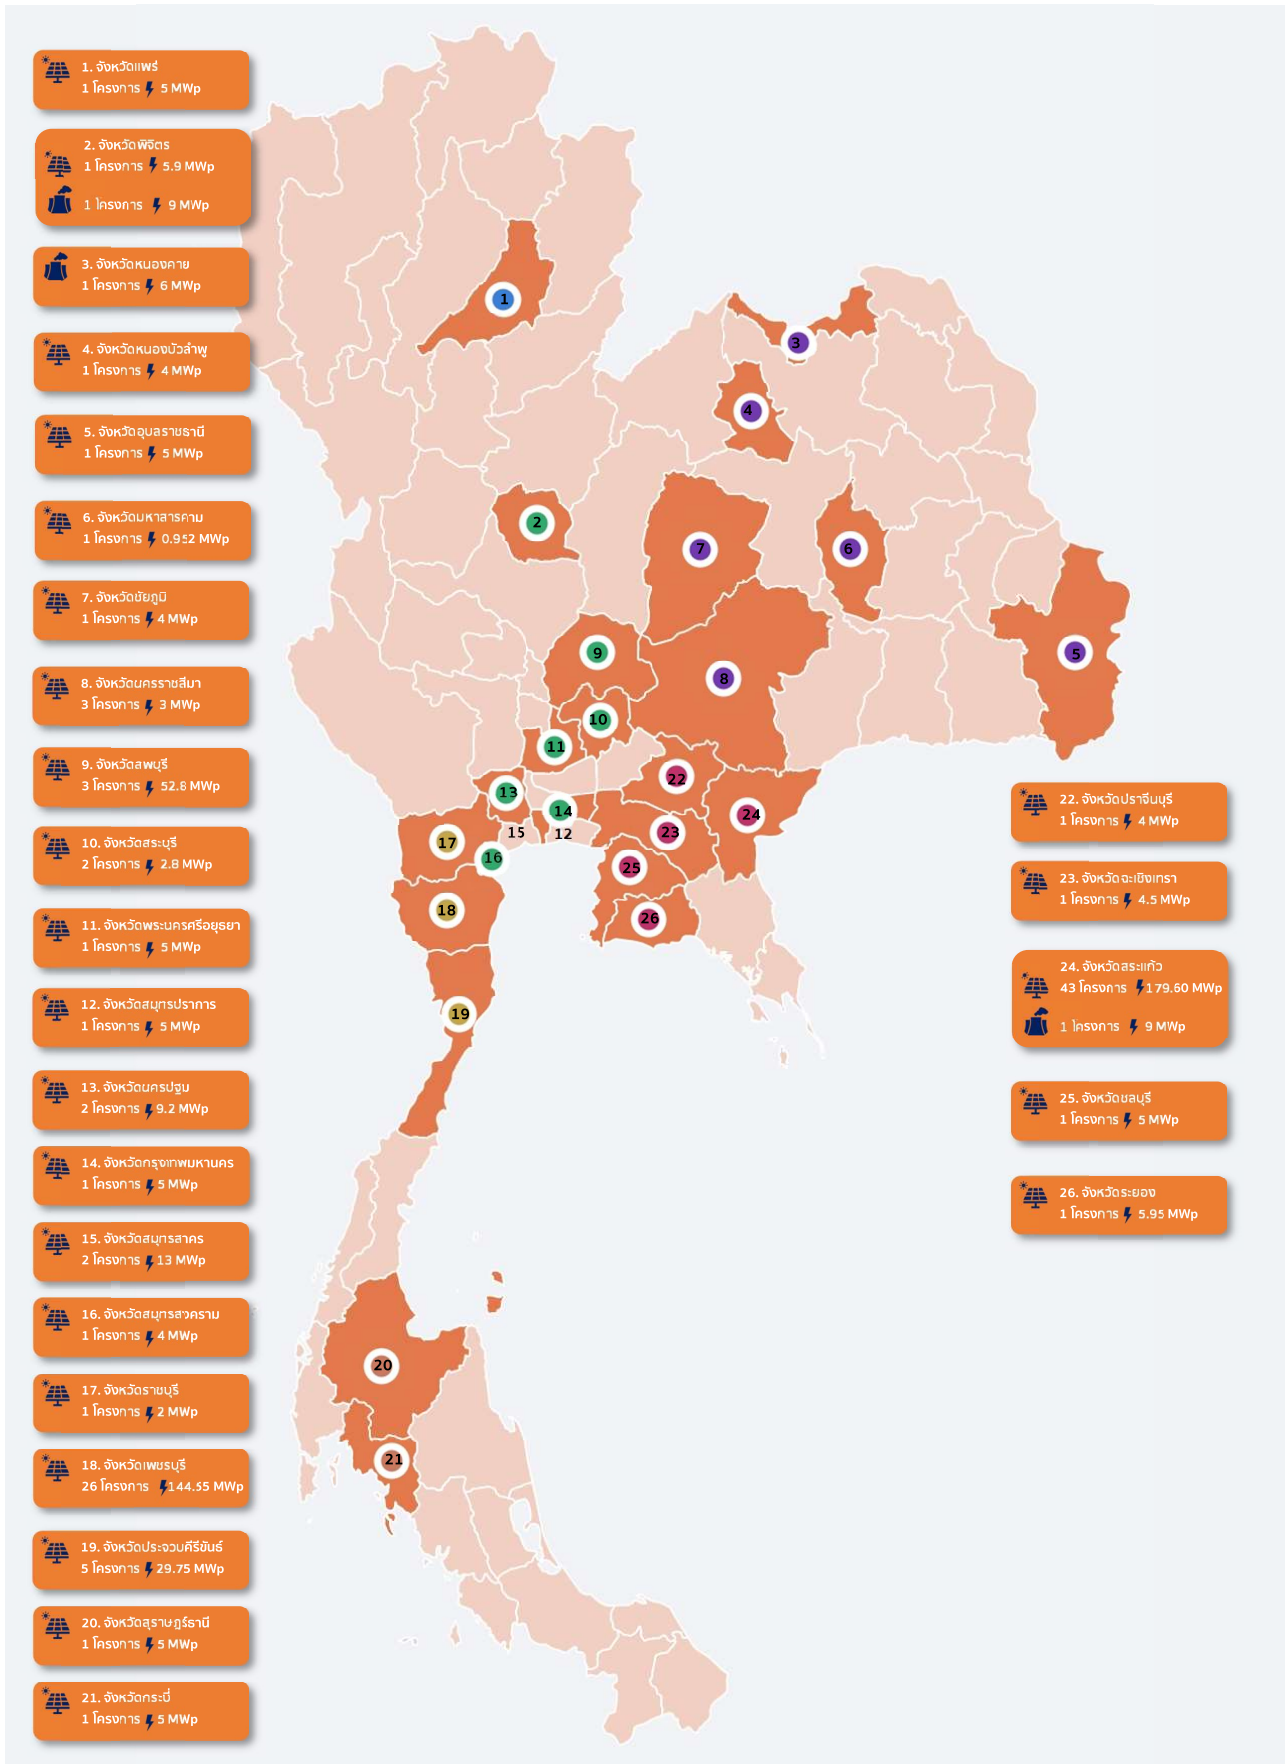 1. จังหวัดแพร่
1 โครงการ 5 MWp
2. จังหวัดพิจิตร
1 โครงการ 5.9 MWp
1 โครงการ 9 MWp
3. จังหวัดหนองคาย
1 โครงการ 6 MWp
4. จังหวัดหนองบัวลำพู
1 โครงการ 4 MWp
5. จังหวัดอุบลราชธานี
1 โครงการ 5 MWp
6. จังหวัดมหาสารคาม
1 โครงการ 0.952 MWp
7. จังหวัดชัยภูมิ
1 โครงการ 4 MWp
8. จังหวัดนครราชสีมา
3 โครงการ 3 MWp
9. จังหวัดลพบุรี
3 โครงการ 52.8 MWp
10. จังหวัดสระบุรี
2 โครงการ 2.8 MWp
11. จังหวัดพระนครศรีอยุธยา
1 โครงการ 5 MWp
12. จังหวัดสมุทรปราการ
1 โครงการ 5 MWp
13. จังหวัดนครปฐม
2 โครงการ 9.2 MWp
14. จังหวัดกรุงเทพมหานคร
1 โครงการ 5 MWp
15. จังหวัดสมุทรสาคร
2 โครงการ 13 MWp
16. จังหวัดสมุทรสงคราม
1 โครงการ 4 MWp
17. จังหวัดราชบุรี
1 โครงการ 2 MWp
18. จังหวัดเพชรบุรี
26 โครงการ 144.55 MWp
19. จังหวัดประจวบคีรีขันธ์
5 โครงการ 29.75 MWp
20. จังหวัดสุราษฎร์ธานี
1 โครงการ 5 MWp
21. จังหวัดกระบี่
1 โครงการ 5 MWp
1
3
4
2
7
6
9
5
8
10
11
22
13
14
24
15
12
23
17
16
25
18
26
19
20
21
22. จังหวัดปราจีนบุรี
1 โครงการ 4 MWp
23. จังหวัดฉะเชิงเทรา
1 โครงการ 4.5 MWp
24. จังหวัดสระแก้ว
43 โครงการ 179.60 MWp
1 โครงการ 9 MWp
25. จังหวัดชลบุรี
1 โครงการ 5 MWp
26. จังหวัดระยอง
1 โครงการ 5.95 MWp